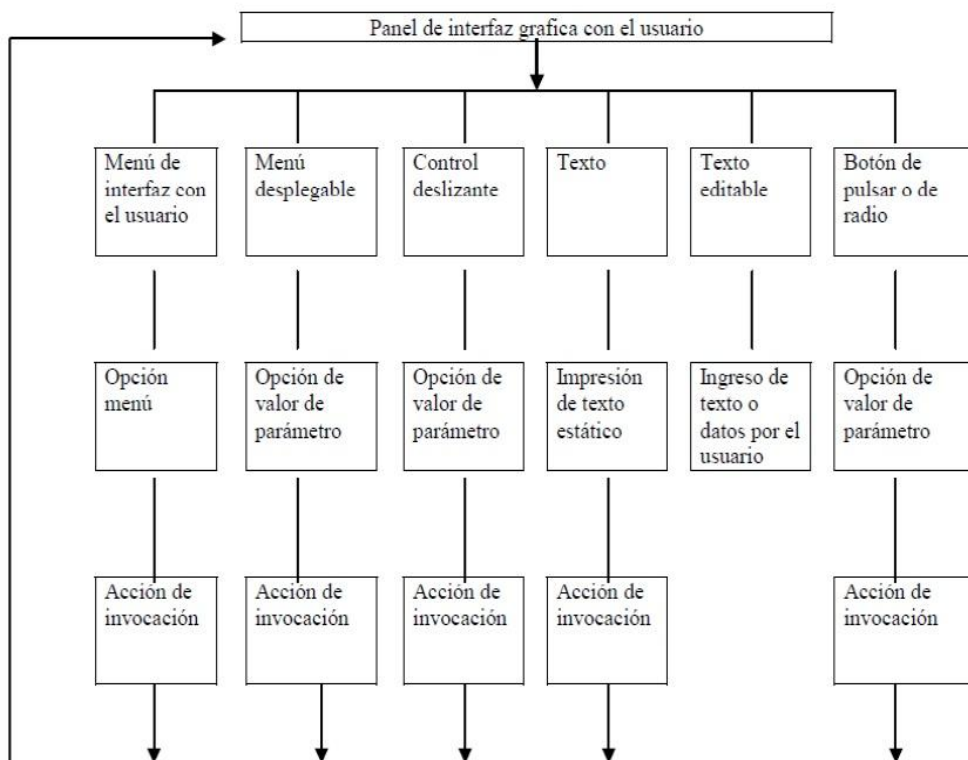 Panel de interfaz grafica con el usuario
Menú de
interfaz con
el usuario
Menú
desplegable
Control
deslizante
Texto
Texto
editable
Botón de
pulsar o de
radio
Opción
menú
Opción de
valor de
parámetro
Opción de
valor de
parámetro
Impresión
de texto
estático
Ingreso de
texto o
datos por el
usuario
Opción de
valor de
parámetro
Acción de
invocación
Acción de
invocación
Acción de
invocación
Acción de
invocación
Acción de
invocación